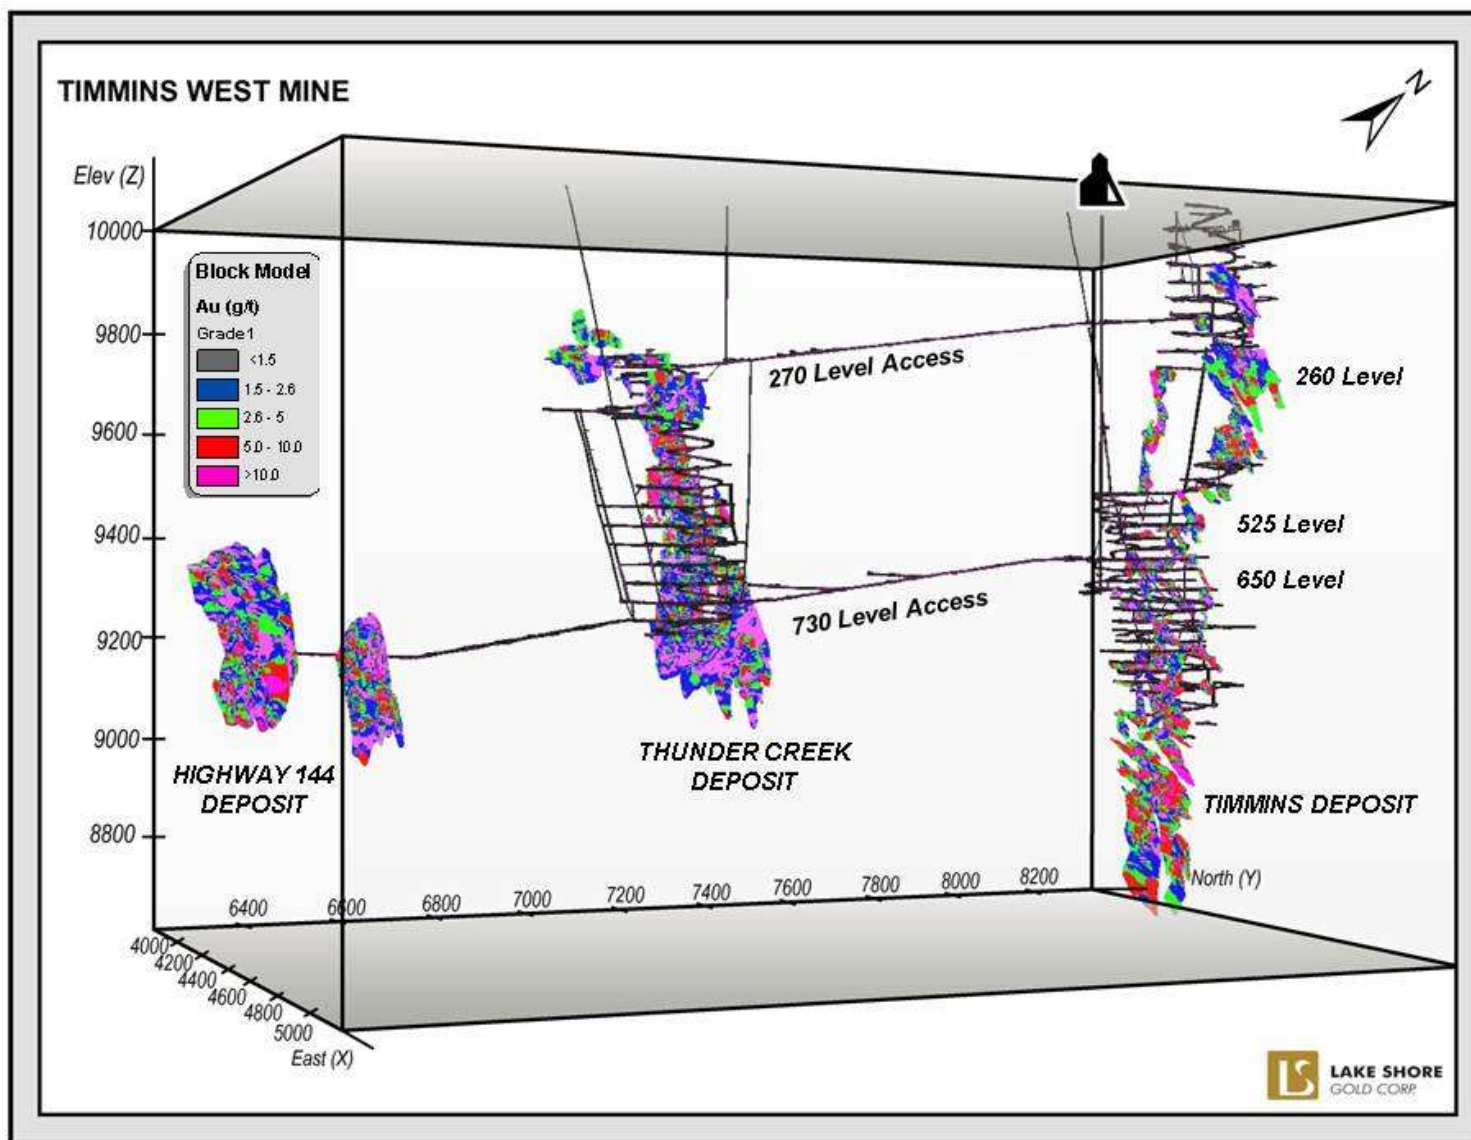 TIMMINS WEST MINE
N
Elev (Z)
10000
Block Model
Au (g/t)
Grade1
<1.5
1.5 - 2.6
2.6 - 5
5.0 - 10.0
>10.0
9800
9600
9400
9200
9000
8800
270 Level Access
260 Level
525 Level
650 Level
730 Level Access
HIGHWAY 144
DEPOSIT
THUNDER CREEK
DEPOSIT
TIMMINS DEPOSIT
North (Y)
6400 6600 6800 7000 7200 7400 7600 7800 8000 8200
4000
4200
4400
4600
4800
5000
East (X)
LS
LAKE SHORE
GOLD CORP.